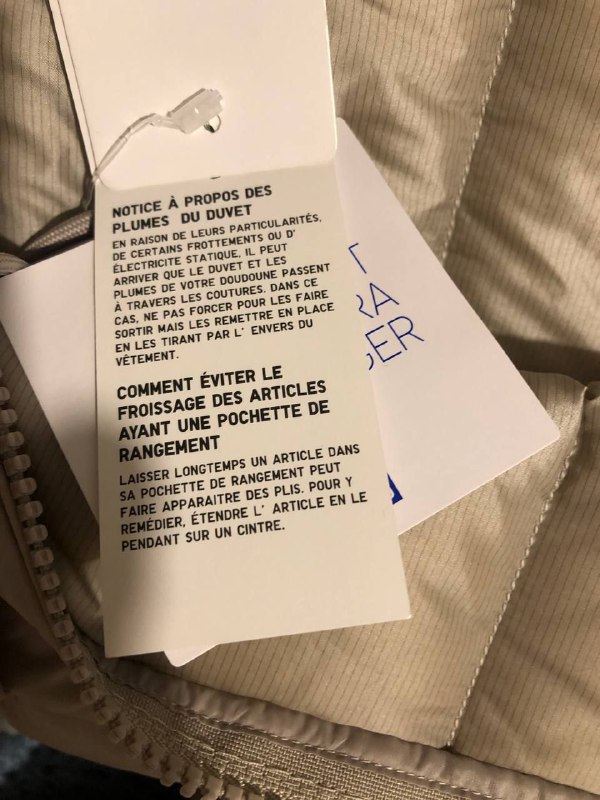 NOTICE À PROPOS DES
PLUMES DU DUVET
EN RAISON DE LEURS PARTICULARITÉS,
DE CERTAINS FROTTEMENTS OU D'
ÉLECTRICITE STATIQUE, IL PEUT
ARRIVER QUE LE DUVET ET LES
PLUMES DE VOTRE DOUDOUNE PASSENT
À TRAVERS LES COUTURES. DANS CE
CAS, NE PAS FORCER POUR LES FAIRE
SORTIR MAIS LES REMETTRE EN PLACE
EN LES TIRANT PAR L' ENVERS DU
VÊTEMENT.
COMMENT ÉVITER LE
FROISSAGE DES ARTICLES
AYANT UNE POCHETTE DE
RANGEMENT
LAISSER LONGTEMPS UN ARTICLE DANS
SA POCHETTE DE RANGEMENT PEUT
FAIRE APPARAITRE DES PLIS. POUR Y
REMÉDIER, ÉTENDRE L' ARTICLE EN LE
PENDANT SUR UN CINTRE.